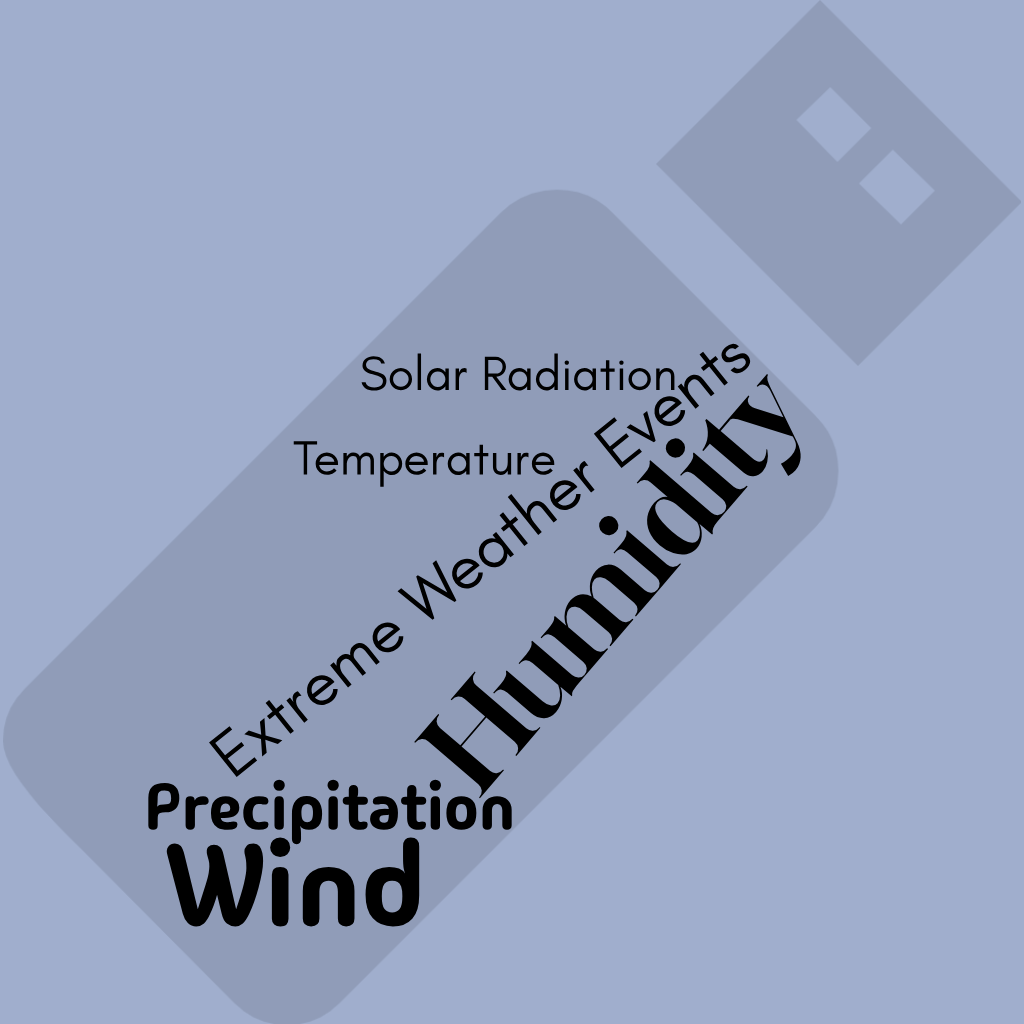 Solar Radiation
Temperature
Extreme Weather Events
Humidity
Precipitation
Wind